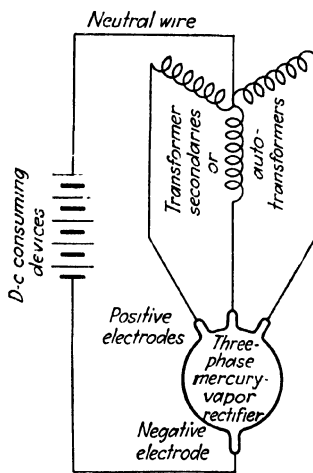 Neutral wire
Transformer
secondaries
or
auto-
transformers
D-c consuming
devices
Positive
electrodes
Three-
phase
mercury-
vapor
rectifier
Negative
electrode